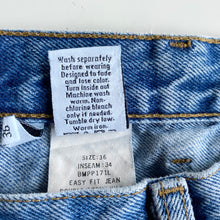 Wash separately
before wearing.
Designed to fade
and lose color.
Turn inside out
Machine wash
warm. Non-
chlorine bleach
only if needed.
Tumble dry low.
Warm iron.
SIZE:36
INSEAM:34
BMPP171L
EASY FIT JEAN
36